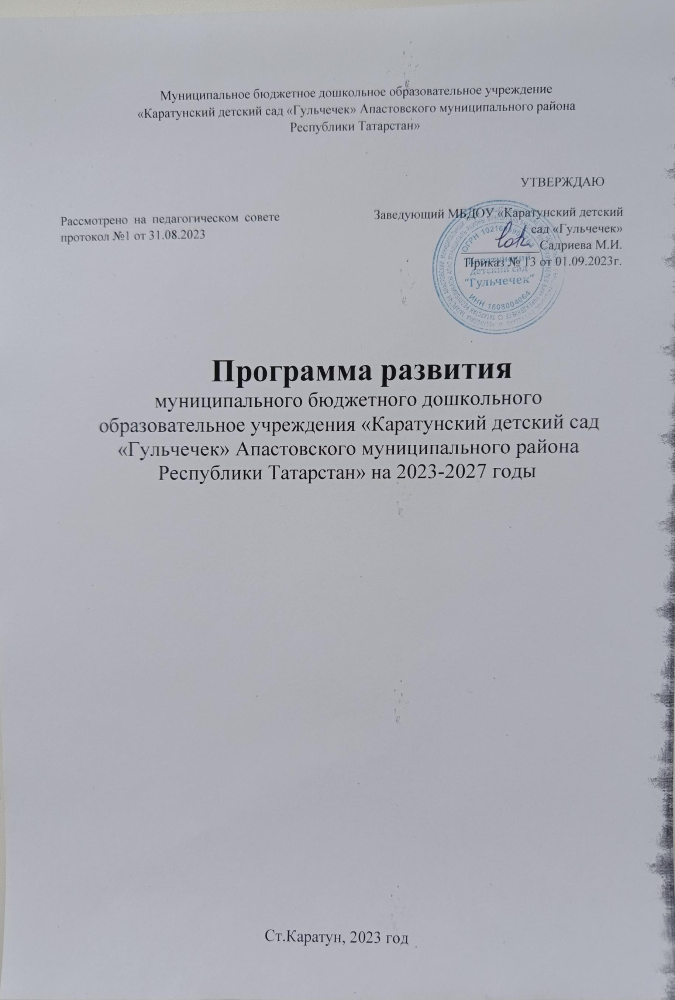 Муниципальное бюджетное дошкольное образовательное учреждение
«Каратунский детский сад «Гульчечек» Апастовского муниципального района
Республики Татарстан»
УТВЕРЖДАЮ
Рассмотрено на педагогическом совете
протокол №1 от 31.08.2023
Заведующий МБДОУ «Каратунский детский
сад «Гульчечек»
Садриева М.И.
Приказ № 13 от 01.09.2023г.
ОГРН
"Каратунский
детский сад
"Гульчечек"
ИНН 1608004064
Программа развития
муниципального бюджетного дошкольного
образовательное учреждения «Каратунский детский сад
«Гульчечек» Апастовского муниципального района
Республики Татарстан» на 2023-2027 годы
Ст.Каратун, 2023 год